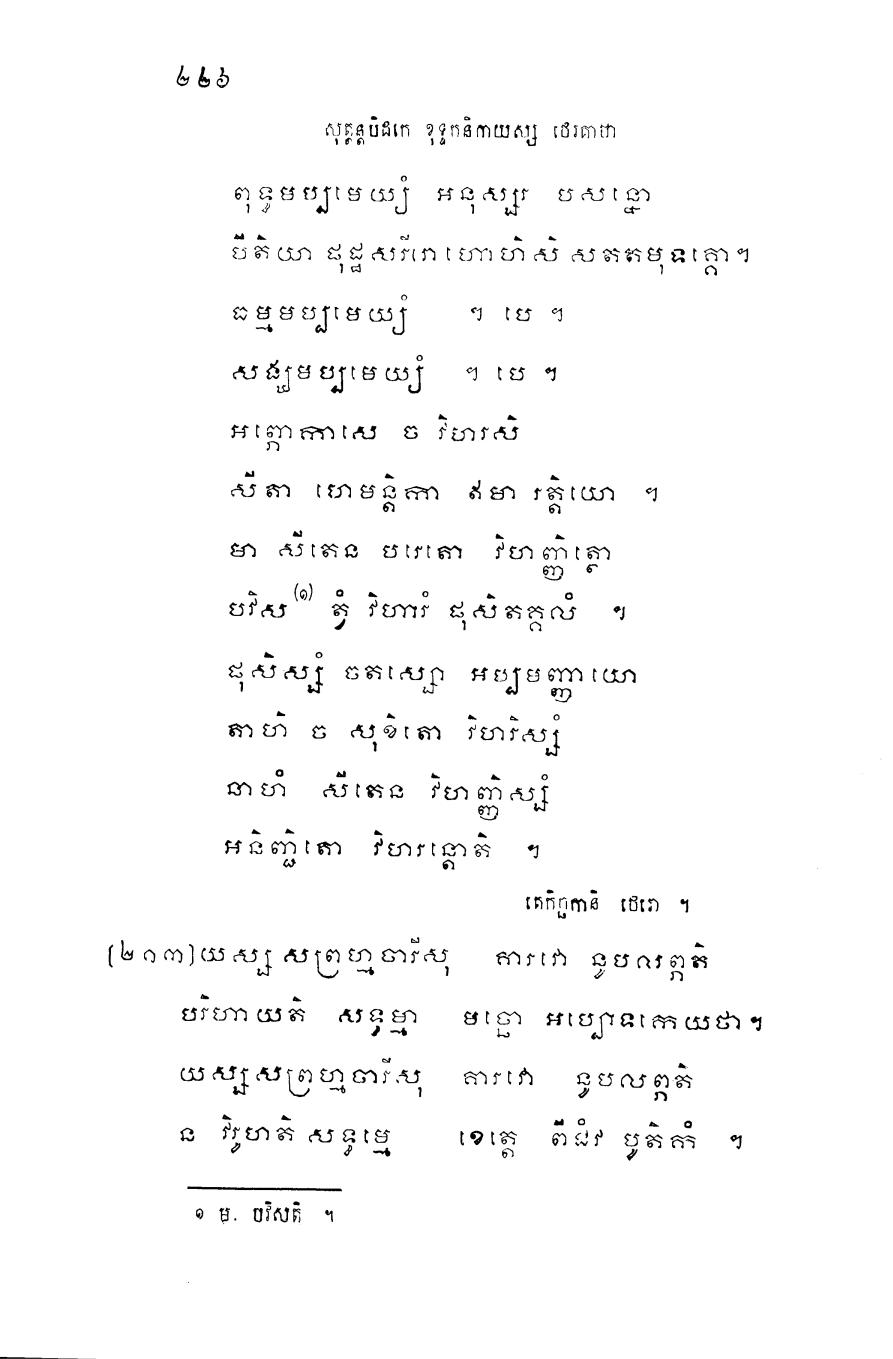 ២២៦
សុត្តន្តបិដកេ ខុទ្ទកនិកាយស្ស ថេរគាថា
ពុទ្ធមប្បមេយ្យំ អនុស្សរ បសន្នោ
បីតិយា ផុដ្ឋសរីរោ ហោហិសិ សតតមុទគ្គោ។
ធម្មមប្បមេយ្យំ ។ បេ ។
សង្ឃមប្បមេយ្យំ ។ បេ ។
អព្ភោកាសេ ច វិហរសិ
សីតា ហេមន្តិកា ឥមា រត្តិយោ ។
មា សីតេន បរេតោ វិហញ្ញិត្ថោ
បវិស (១) ត្វំ វិហារំ ផុសិតគ្គលំ ។
ផុសិស្សំ ចតស្សោ អប្បមញ្ញាយោ
តាហិ ច សុខិតោ វិហរិស្សំ
នាហំ សីតេន វិហញ្ញិស្សំ
អនិញ្ជិតោ វិហរន្តោតិ ។
តេកិច្ឆកានិ ថេរោ ។
(២១៣) យស្ស សព្រហ្មចារីសុ គារវោ នូបលព្ភតិ
បរិហាយតិ សទ្ធម្មា មច្ឆោ អប្បោទកេ យថា។
យស្ស សព្រហ្មចារីសុ គារវោ នូបលព្ភតិ
ន វិរូហតិ សទ្ធម្មេ ខេត្តេ ពីជំវ បូតិកំ ។
១ ម. បវិសតិ ។